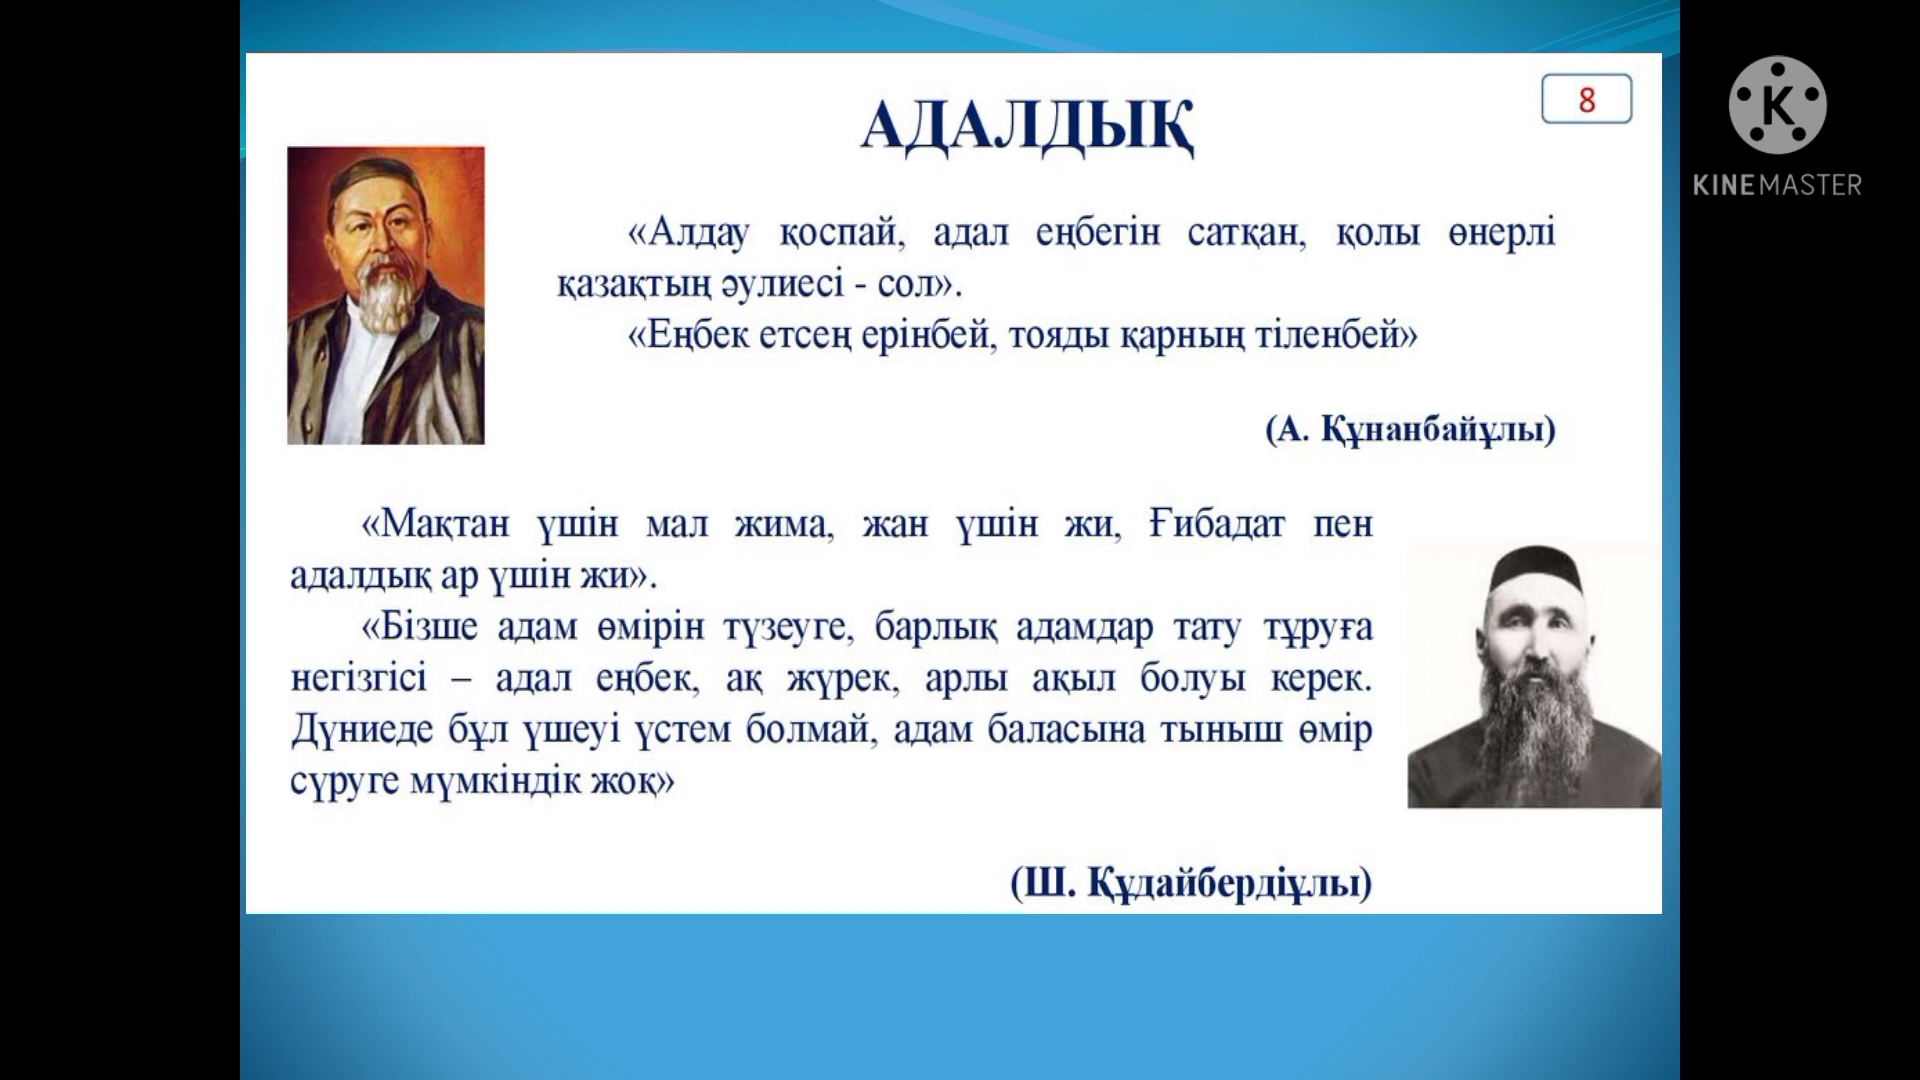 8
АДАЛДЫҚ
«Алдау қоспай, адал еңбегін сатқан, қолы өнерлі
қазақтың әулиесі - сол».
«Еңбек етсең ерінбей, тояды қарның тіленбей»
(А. Құнанбайұлы)
«Мақтан үшін мал жима, жан үшін жи, Ғибадат пен
адалдық ар үшін жи».
«Бізше адам өмірін түзеуге, барлық адамдар тату тұруға
негізгісі – адал еңбек, ақ жүрек, арлы ақыл болуы керек.
Дүниеде бұл үшеуі үстем болмай, адам баласына тыныш өмір
сүруге мүмкіндік жоқ»
(Ш. Құдайбердіұлы)
K
KINEMASTER